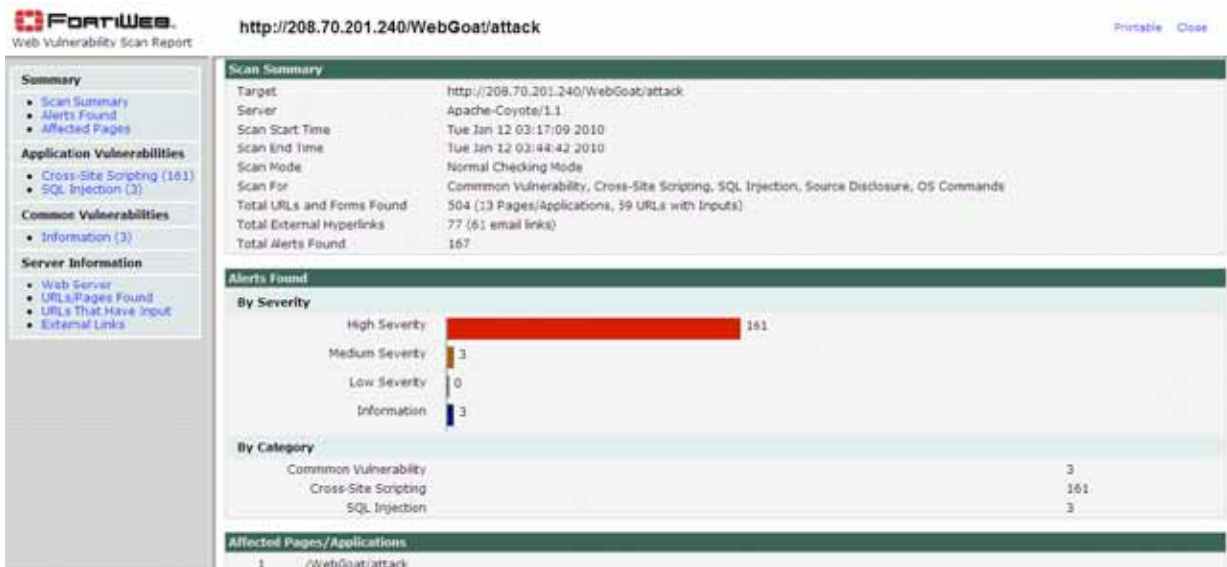 FORTIWEB.
Web Vulnerability Scan Report
http://208.70.201.240/WebGoat/attack
Printable Close
Summary
Scan Summary
Alerts Found
Affected Pages
Application Vulnerabilities
Cross-Site Scripting (161)
SQL Injection (3)
Common Vulnerabilities
Information (3)
Server Information
Web Server
URLs/Pages Found
URLs That Have Input
External Links
Scan Summary
Target http://208.70.201.240/WebGoat/attack
Server Apache-Coyote/1.1
Scan Start Time Tue Jan 12 03:17:09 2010
Scan End Time Tue Jan 12 03:44:42 2010
Scan Mode Normal Checking Mode
Scan For Commmon Vulnerability, Cross-Site Scripting, SQL Injection, Source Disclosure, OS Commands
Total URLs and Forms Found 504 (13 Pages/Applications, 59 URLs with Inputs)
Total External Hyperlinks 77 (61 email links)
Total Alerts Found 167
Alerts Found
By Severity
High Severity 161
Medium Severity 3
Low Severity 0
Information 3
By Category
Commmon Vulnerability 3
Cross-Site Scripting 161
SQL Injection 3
Affected Pages/Applications
1 /WebGoat/attack